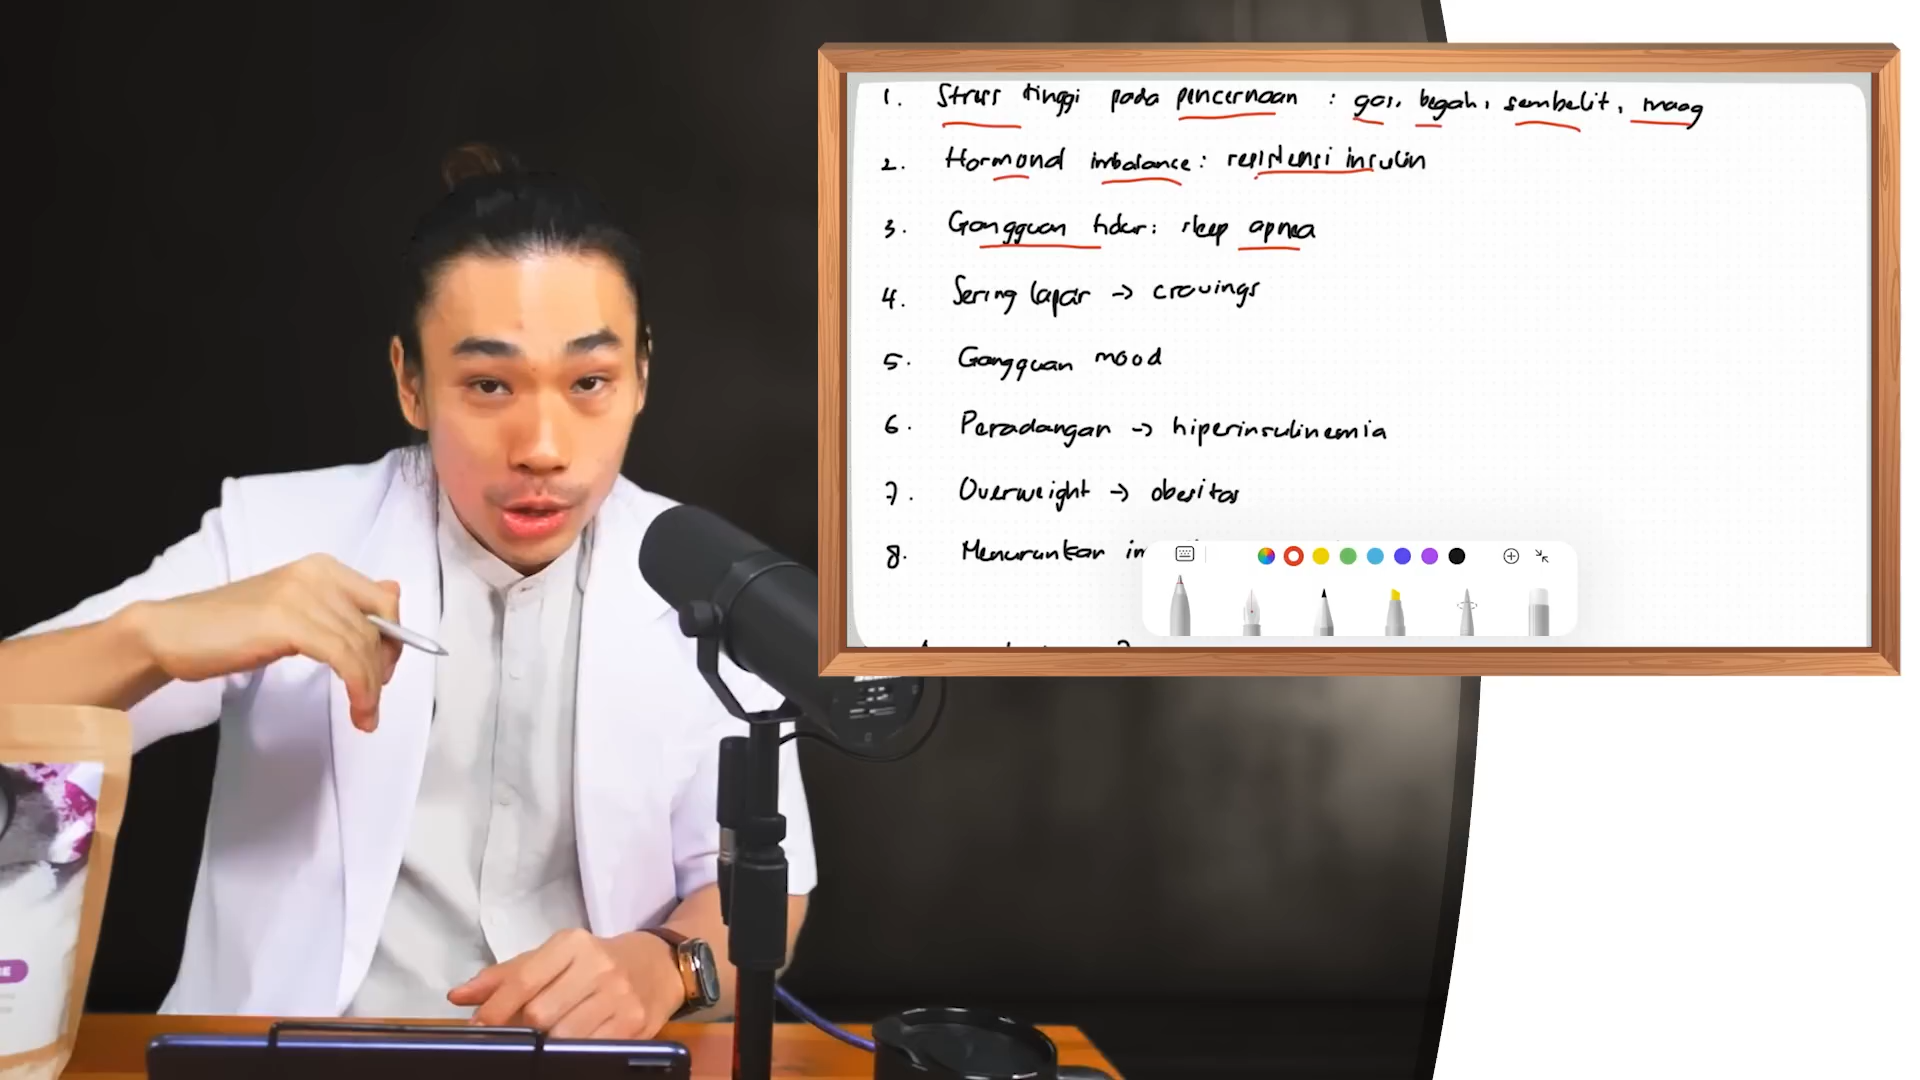 1. Stress tinggi pada pencernaan : gas, begah, sembelit, maag
2. Hormonal imbalance : resistensi insulin
3. Gangguan tidur : sleep apnea
4. Sering lapar -> cravings
5. Gangguan mood
6. Peradangan -> hiperinsulinemia
7. Overweight -> obesitas
8. Menurunkan im